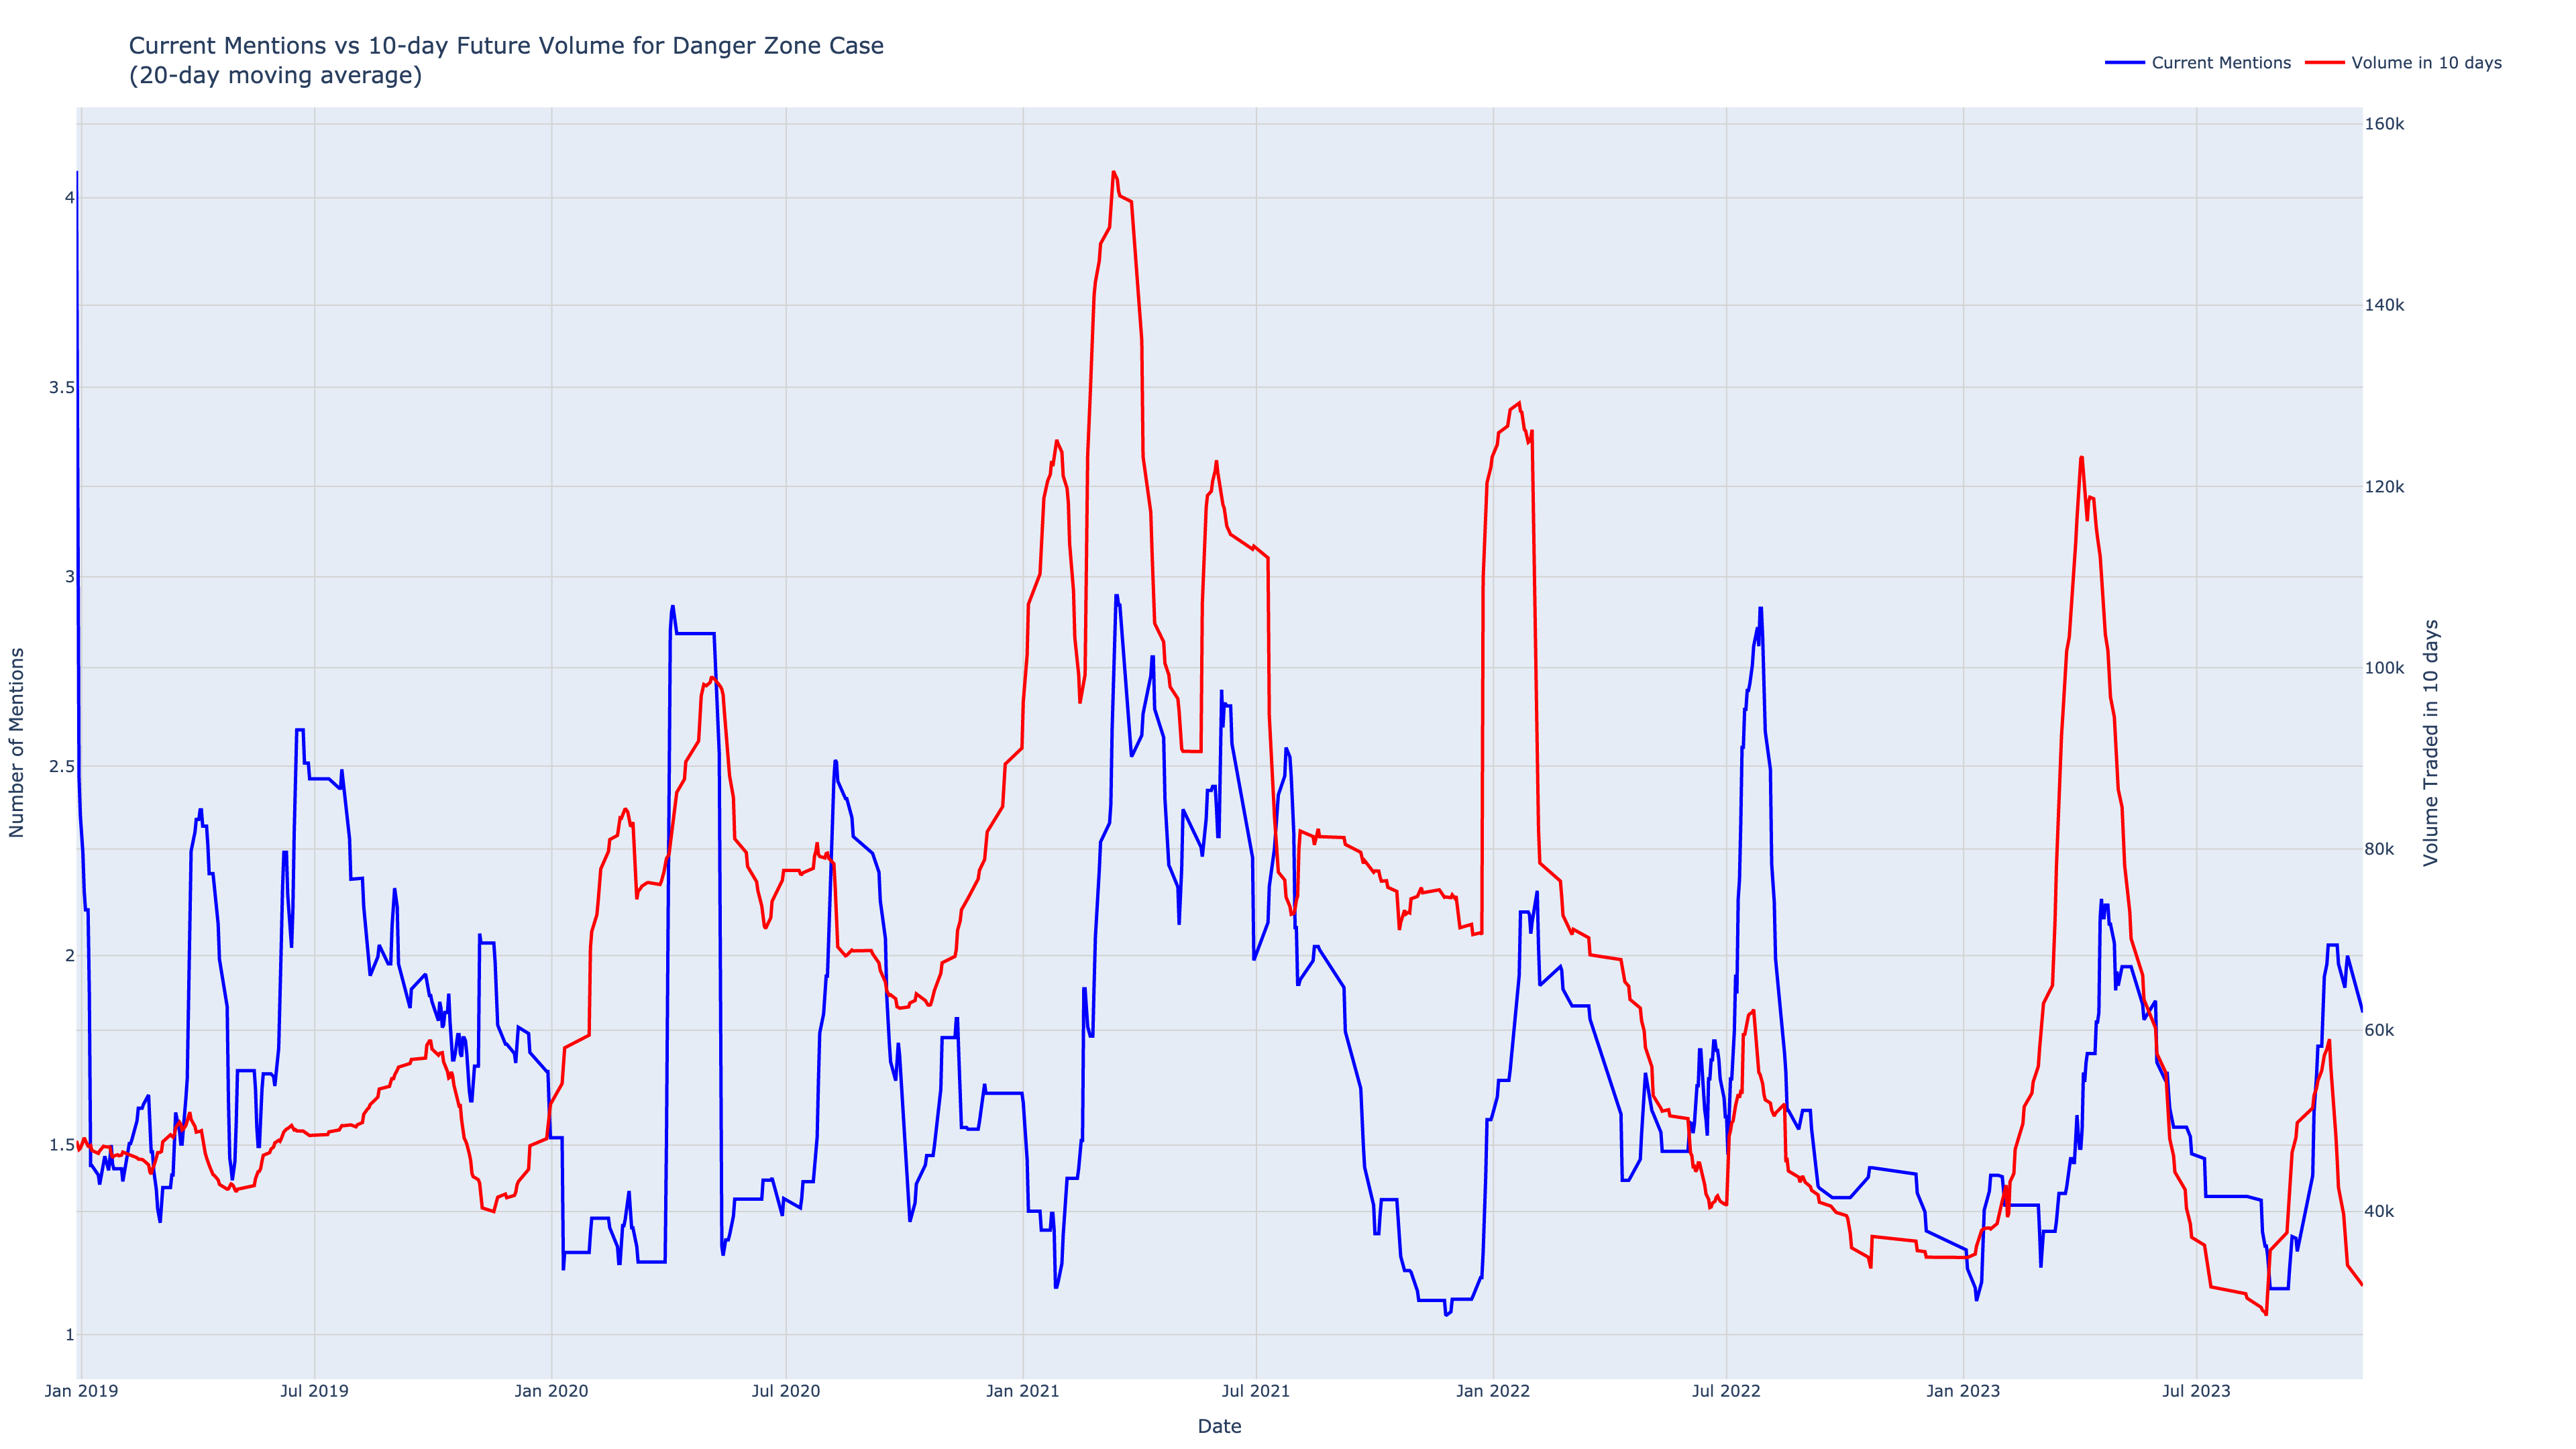 Current Mentions vs 10-day Future Volume for Danger Zone Case
(20-day moving average)
Current Mentions
Volume in 10 days
Number of Mentions
4
3.5
3
2.5
2
1.5
1
160k
140k
120k
100k
80k
60k
40k
Volume Traded in 10 days
Jan 2019
Jul 2019
Jan 2020
Jul 2020
Jan 2021
Jul 2021
Jan 2022
Jul 2022
Jan 2023
Jul 2023
Date